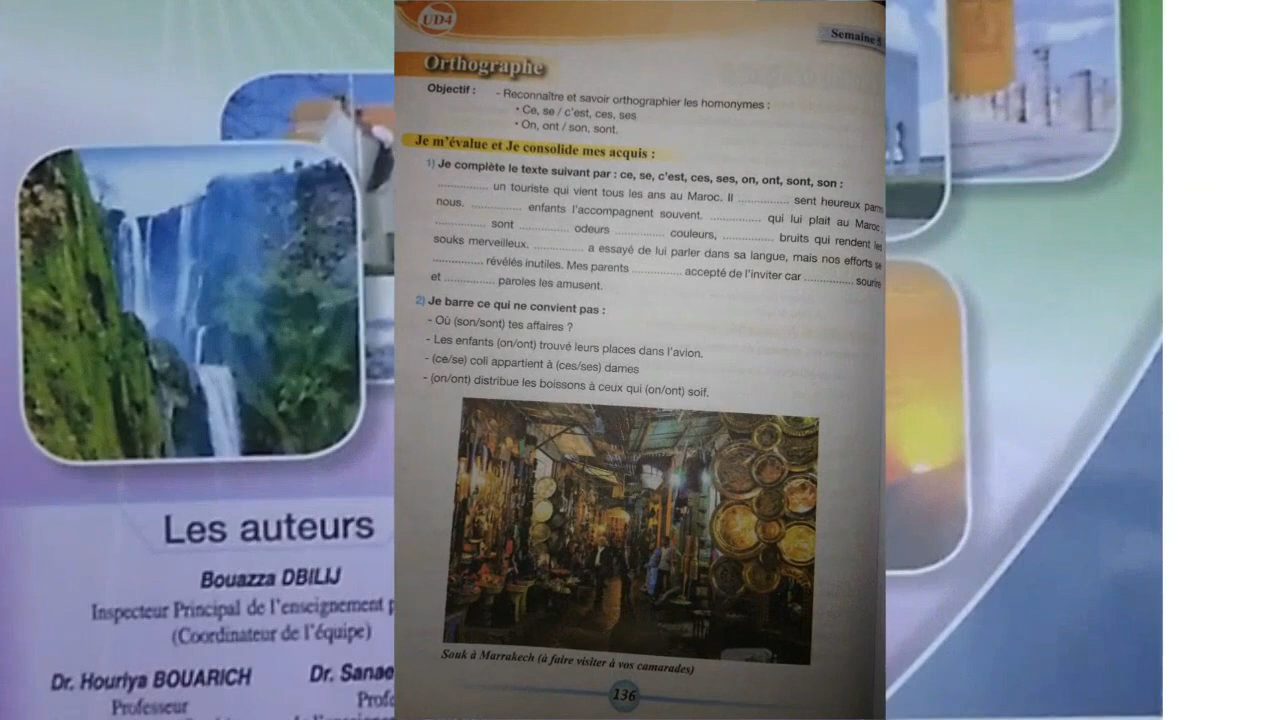 UD4
Semaine 5
Orthographe
Objectif : - Reconnaître et savoir orthographier les homonymes :
• Ce, se / c'est, ces, ses
• On, ont / son, sont.
Je m'évalue et Je consolide mes acquis :
1) Je complète le texte suivant par : ce, se, c'est, ces, ses, on, ont, sont, son :
............... un touriste qui vient tous les ans au Maroc. Il ............... sent heureux parmi
nous. ............... enfants l'accompagnent souvent. ............... qui lui plait au Maroc
............... sont ............... odeurs ............... couleurs, ............... bruits qui rendent les
souks merveilleux. ............... a essayé de lui parler dans sa langue, mais nos efforts se
............... révélés inutiles. Mes parents ............... accepté de l'inviter car ............... sourire
et ............... paroles les amusent.
2) Je barre ce qui ne convient pas :
- Où (son/sont) tes affaires ?
- Les enfants (on/ont) trouvé leurs places dans l'avion.
- (ce/se) coli appartient à (ces/ses) dames
- (on/ont) distribue les boissons à ceux qui (on/ont) soif.
Souk à Marrakech (à faire visiter à vos camarades)
136
Les auteurs
Bouazza DBILIJ
Inspecteur Principal de l'enseignement
(Coordinateur de l'équipe)
Dr. Houriya BOUARICH Dr. Sanae
Professeur